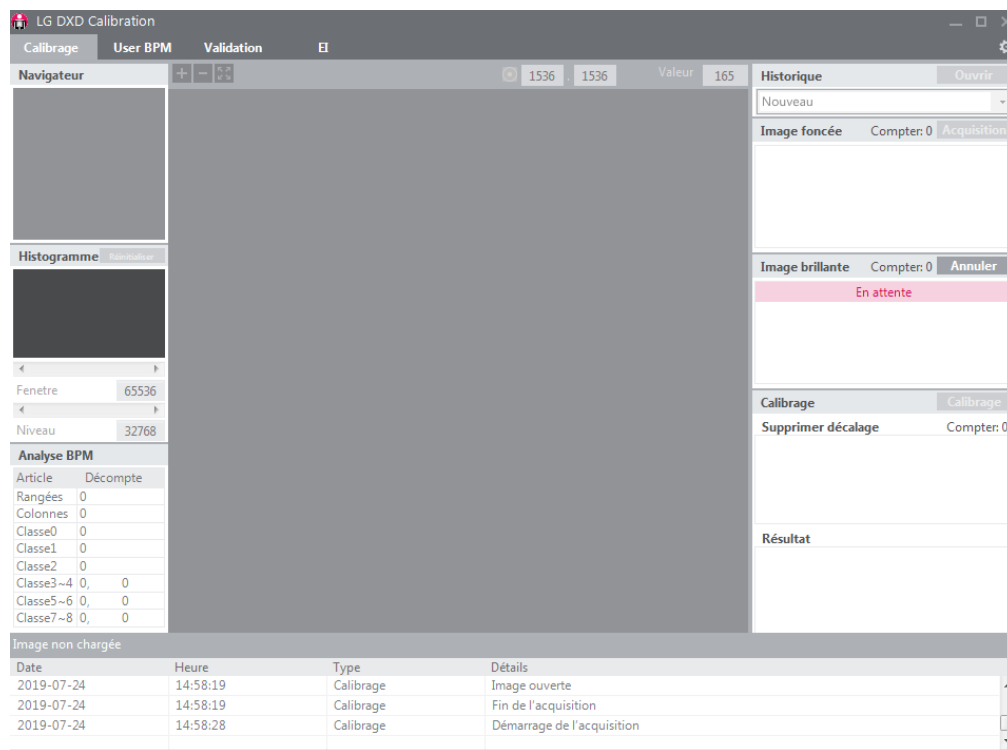 LG DXD Calibration
Calibrage User BPM Validation EI
Navigateur
1536 . 1536 Valeur 165
Historique Ouvrir
Nouveau
Image foncée Compter: 0 Acquisition
Histogramme Réinitialiser
Fenetre 65536
Niveau 32768
Analyse BPM
Article Décompte
Rangées 0
Colonnes 0
Classe0 0
Classe1 0
Classe2 0
Classe3~4 0, 0
Classe5~6 0, 0
Classe7~8 0, 0
Image brillante Compter: 0 Annuler
En attente
Calibrage Calibrage
Supprimer décalage Compter: 0
Résultat
Image non chargée
Date Heure Type Détails
2019-07-24 14:58:19 Calibrage Image ouverte
2019-07-24 14:58:19 Calibrage Fin de l'acquisition
2019-07-24 14:58:28 Calibrage Démarrage de l'acquisition